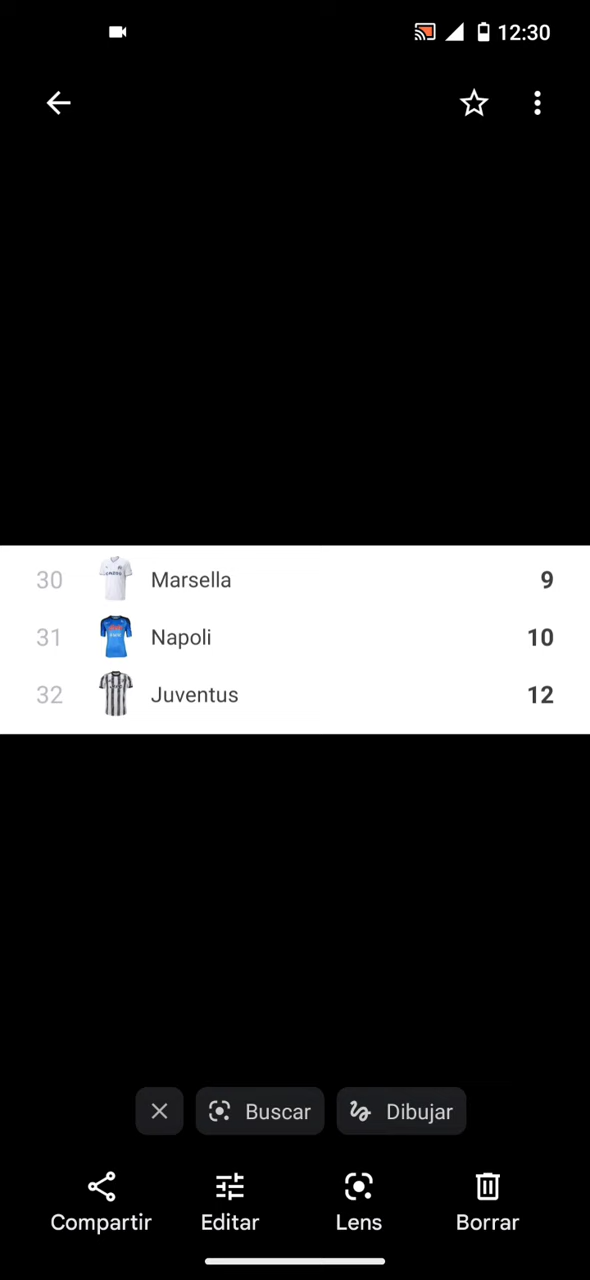 12:30
30 Marsella 9
31 Napoli 10
32 Juventus 12
Buscar Dibujar
Compartir Editar Lens Borrar